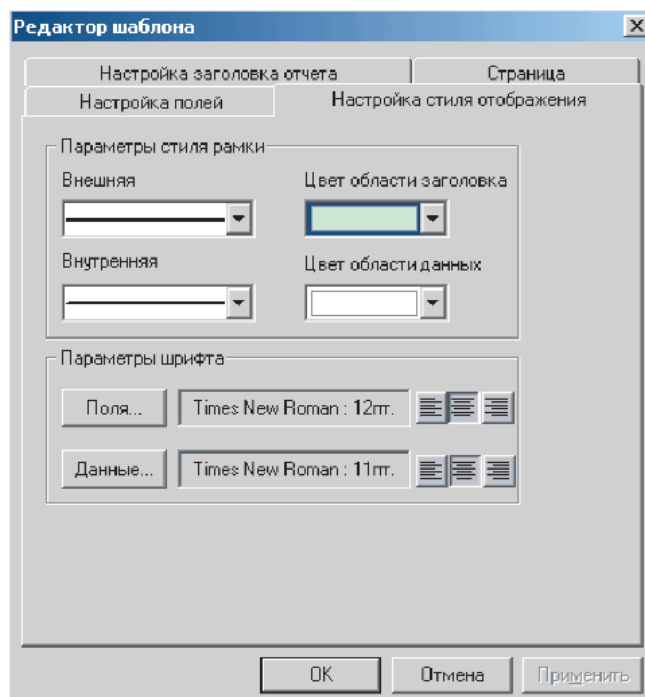 Редактор шаблона
Настройка заголовка отчета Страница
Настройка полей Настройка стиля отображения
Параметры стиля рамки
Внешняя Цвет области заголовка
Внутренняя Цвет области данных
Параметры шрифта
Поля... Times New Roman : 12пт.
Данные... Times New Roman : 11пт.
OK Отмена Применить